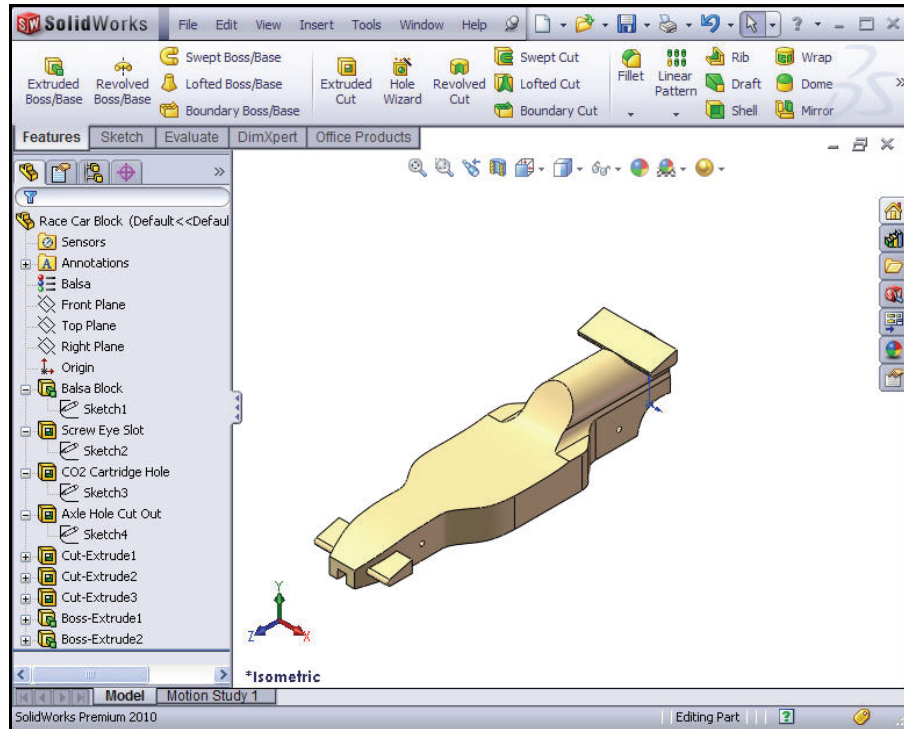 SolidWorks File Edit View Insert Tools Window Help ?
Extruded Boss/Base
Revolved Boss/Base
Swept Boss/Base
Lofted Boss/Base
Boundary Boss/Base
Extruded Cut
Hole Wizard
Revolved Cut
Swept Cut
Lofted Cut
Boundary Cut
Fillet
Linear Pattern
Rib
Draft
Shell
Wrap
Dome
Mirror
Features Sketch Evaluate DimXpert Office Products
Race Car Block (Default<<Defaul
Sensors
Annotations
Balsa
Front Plane
Top Plane
Right Plane
Origin
Balsa Block
Sketch1
Screw Eye Slot
Sketch2
CO2 Cartridge Hole
Sketch3
Axle Hole Cut Out
Sketch4
Cut-Extrude1
Cut-Extrude2
Cut-Extrude3
Boss-Extrude1
Boss-Extrude2
Y
Z X
*Isometric
Model Motion Study 1
SolidWorks Premium 2010 Editing Part ?